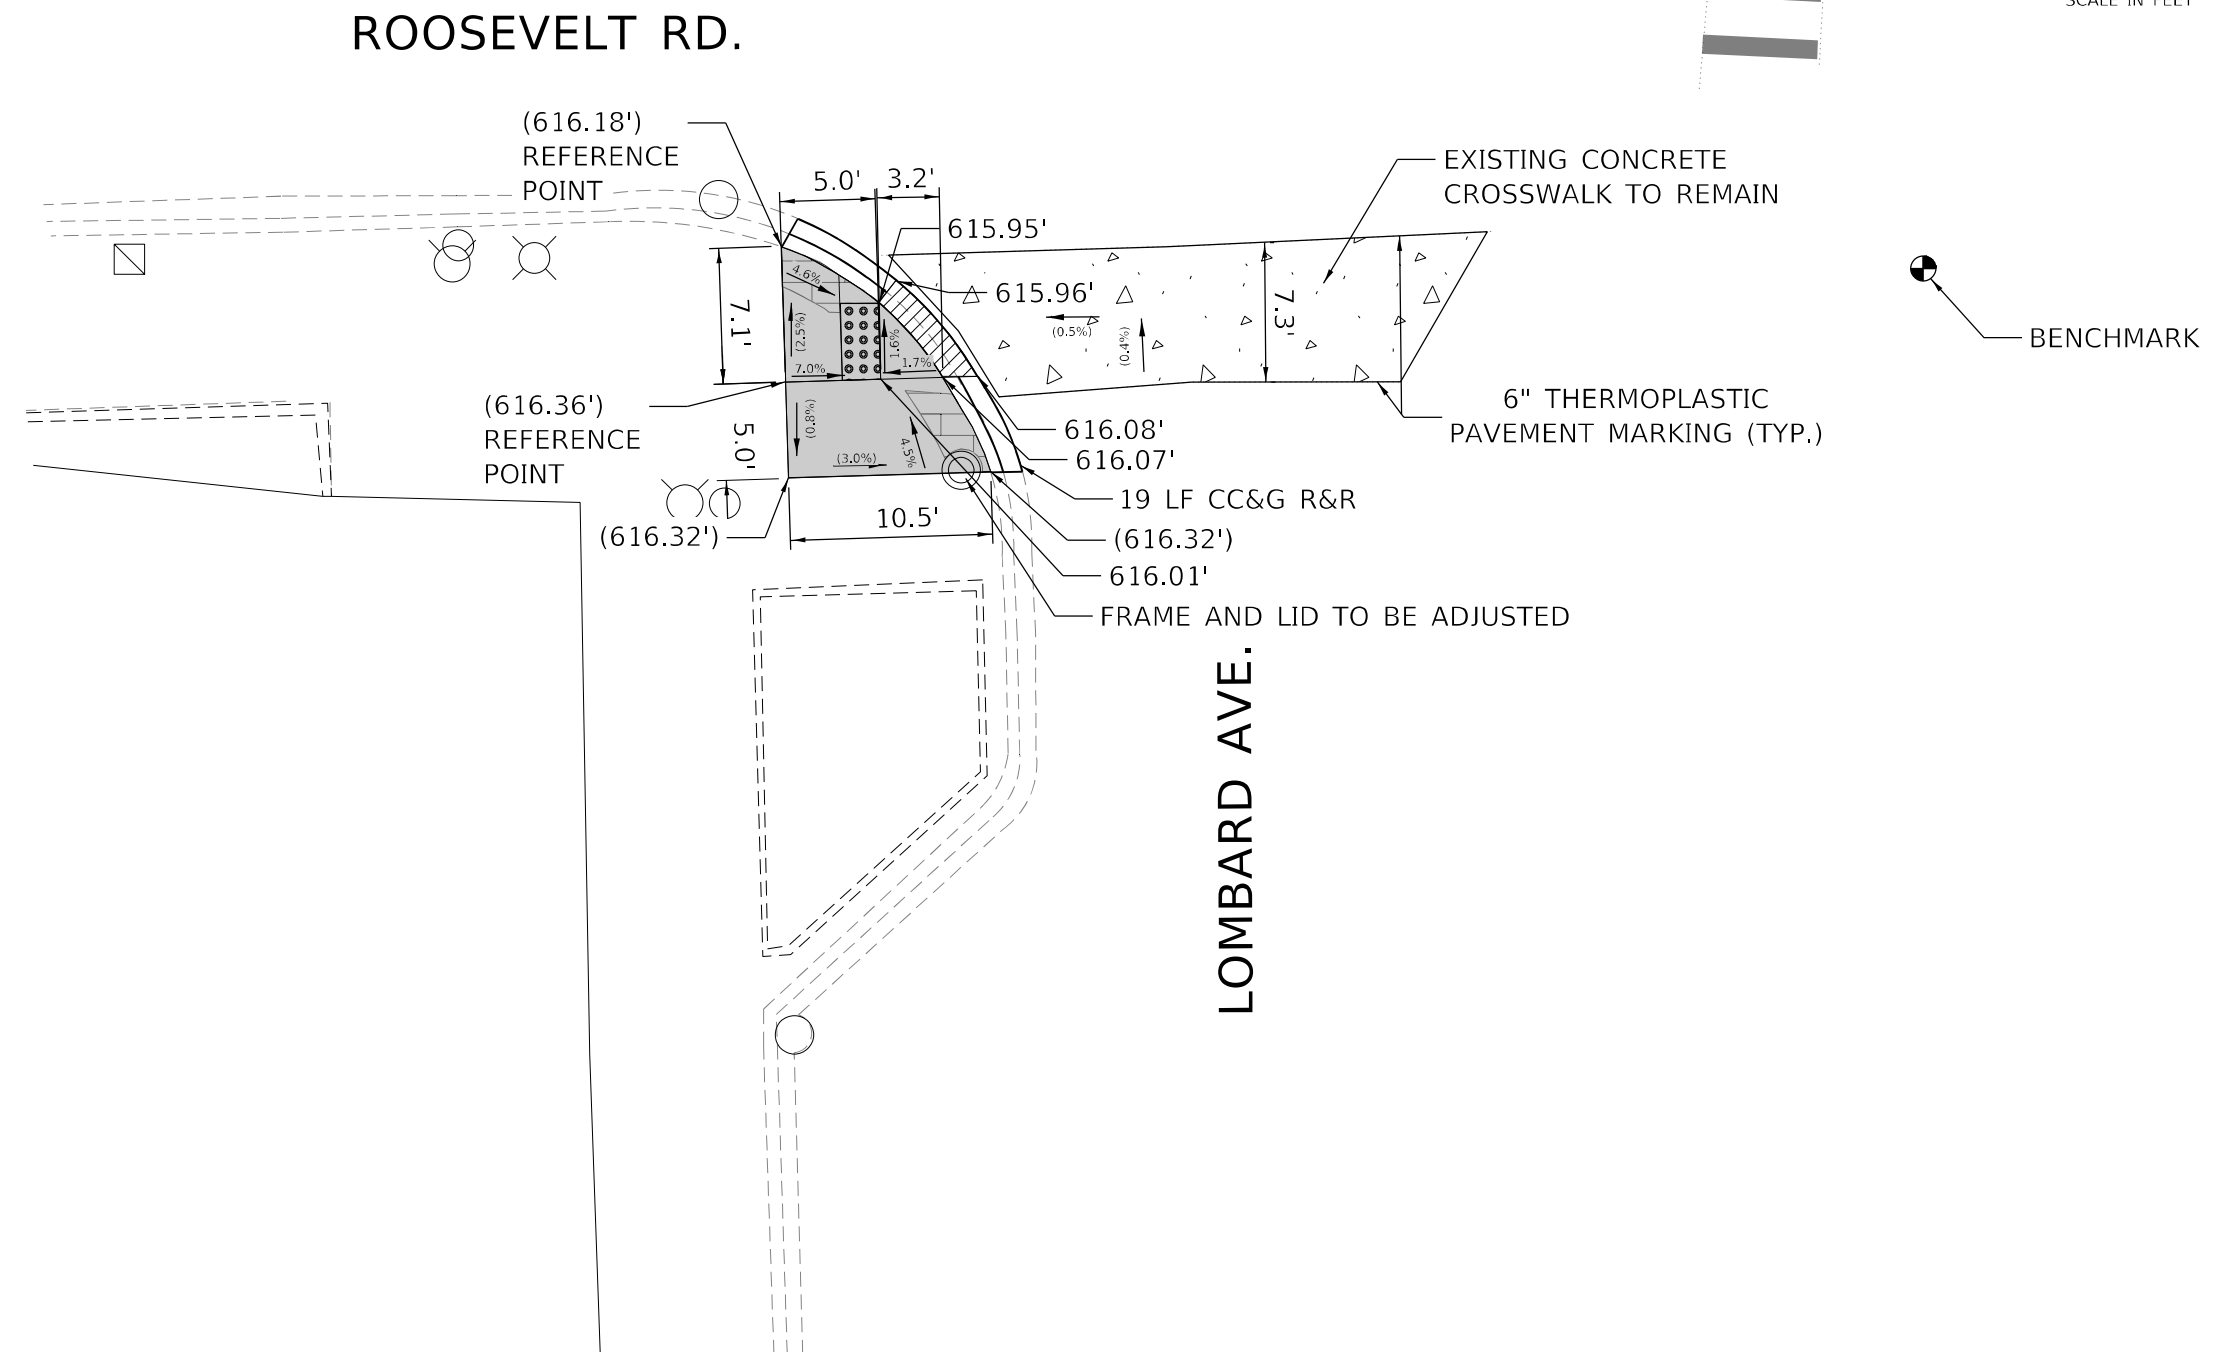 SCALE IN FEET
ROOSEVELT RD.
(616.18')
REFERENCE
POINT
5.0'
3.2'
615.95'
EXISTING CONCRETE
CROSSWALK TO REMAIN
4.6%
615.96'
7.1'
(2.5%)
1.6%
7.0%
1.7%
(0.5%)
(0.4%)
7.3'
BENCHMARK
(616.36')
REFERENCE
POINT
5.0'
(0.8%)
4.5%
(3.0%)
616.08'
616.07'
6" THERMOPLASTIC
PAVEMENT MARKING (TYP.)
19 LF CC&G R&R
10.5'
(616.32')
(616.32')
616.01'
FRAME AND LID TO BE ADJUSTED
LOMBARD AVE.